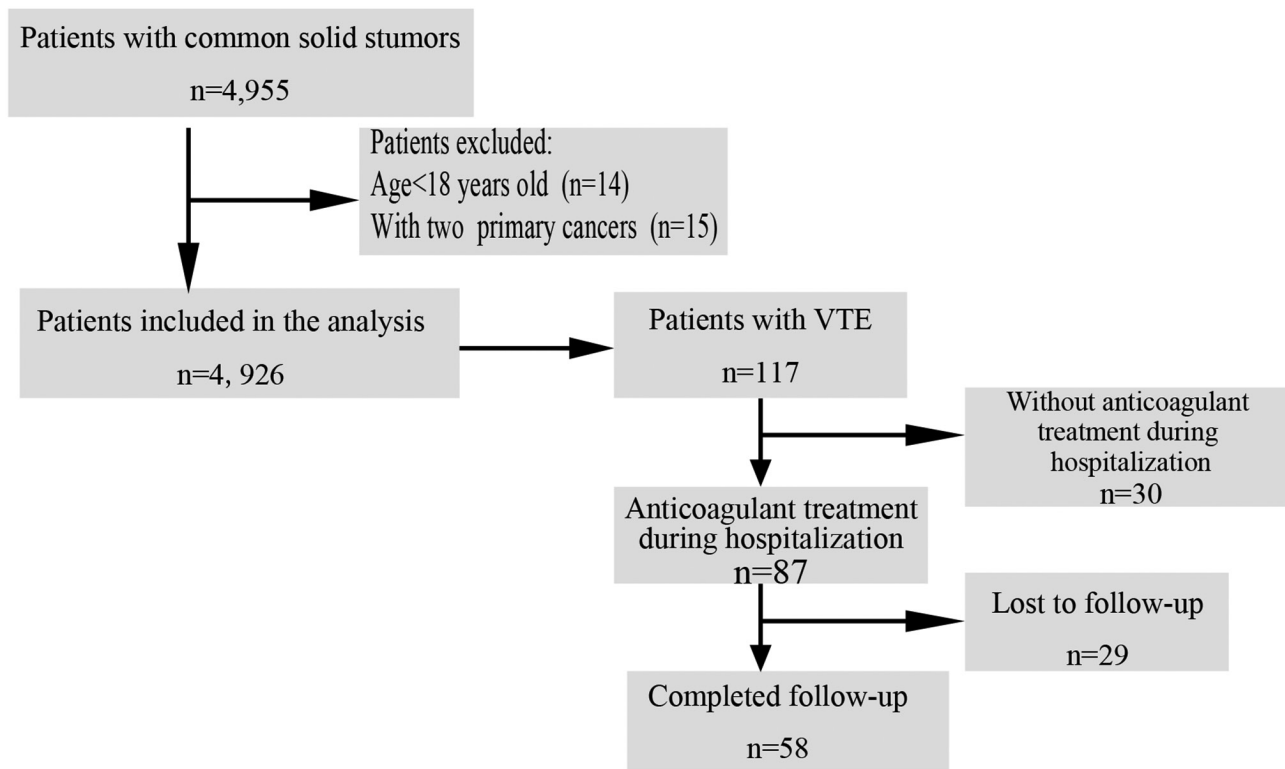 Patients with common solid stumors
n=4,955
Patients excluded:
Age<18 years old (n=14)
With two primary cancers (n=15)
Patients included in the analysis
n=4, 926
Patients with VTE
n=117
Without anticoagulant
treatment during
hospitalization
n=30
Anticoagulant treatment
during hospitalization
n=87
Lost to follow-up
n=29
Completed follow-up
n=58